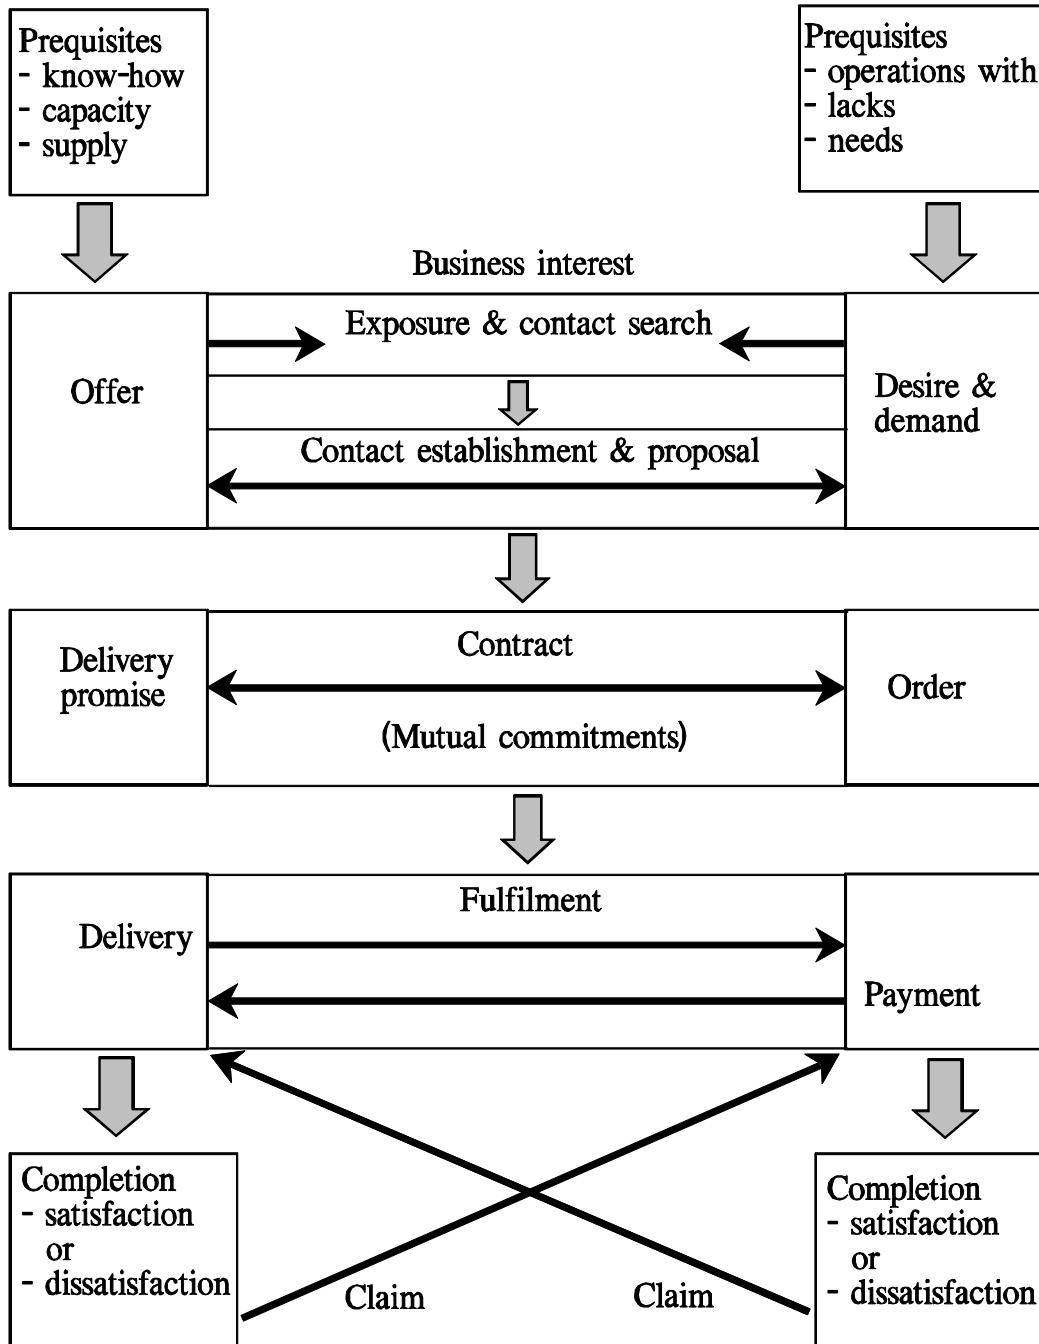 Prequisites
- know-how
- capacity
- supply
Prequisites
- operations with
- lacks
- needs
Business interest
Exposure & contact search
Offer
Desire &
demand
Contact establishment & proposal
Delivery
promise
Contract
(Mutual commitments)
Order
Fulfilment
Delivery
Payment
Completion
- satisfaction
or
- dissatisfaction
Claim
Claim
Completion
- satisfaction
or
- dissatisfaction